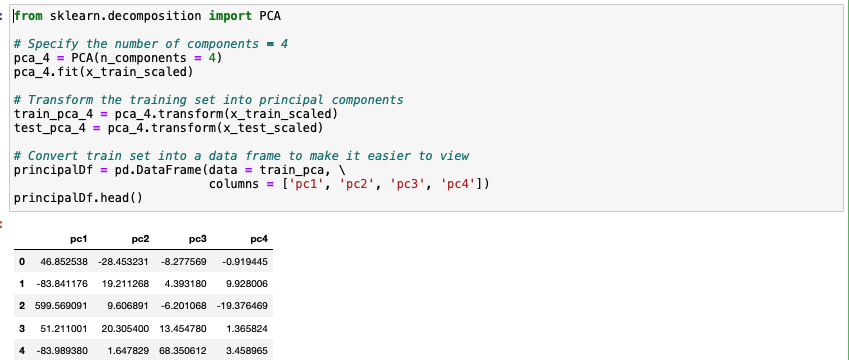 from sklearn.decomposition import PCA
# Specify the number of components = 4
pca_4 = PCA(n_components = 4)
pca_4.fit(x_train_scaled)
# Transform the training set into principal components
train_pca_4 = pca_4.transform(x_train_scaled)
test_pca_4 = pca_4.transform(x_test_scaled)
# Convert train set into a data frame to make it easier to view
principalDf = pd.DataFrame(data = train_pca, \
columns = ['pc1', 'pc2', 'pc3', 'pc4'])
principalDf.head()
pc1 pc2 pc3 pc4
0 46.852538 -28.453231 -8.277569 -0.919445
1 -83.841176 19.211268 4.393180 9.928006
2 599.569091 9.606891 -6.201068 -19.376469
3 51.211001 20.305400 13.454780 1.365824
4 -83.989380 1.647829 68.350612 3.458965